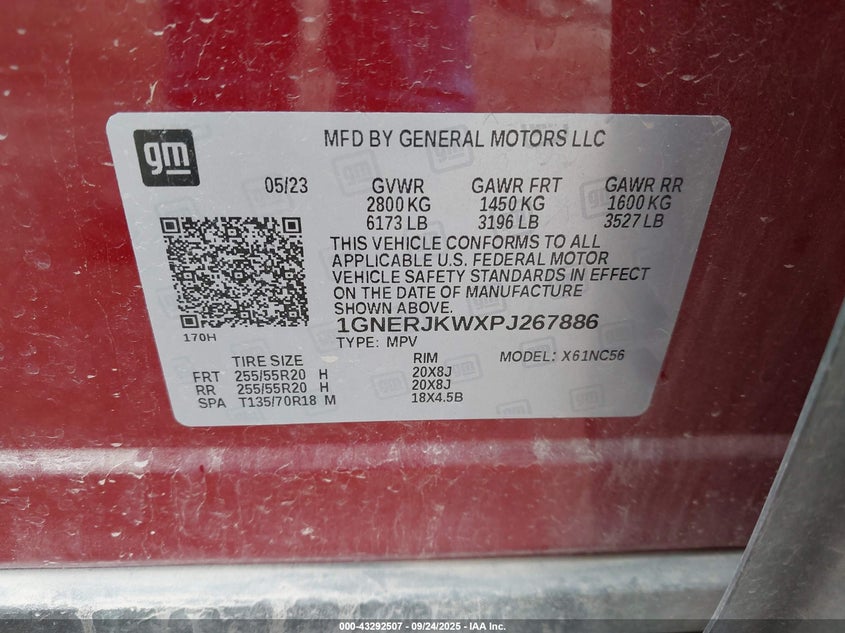 gm
MFD BY GENERAL MOTORS LLC
05/23 GVWR GAWR FRT GAWR RR
2800 KG 1450 KG 1600 KG
6173 LB 3196 LB 3527 LB
THIS VEHICLE CONFORMS TO ALL
APPLICABLE U.S. FEDERAL MOTOR
VEHICLE SAFETY STANDARDS IN EFFECT
ON THE DATE OF MANUFACTURE
SHOWN ABOVE.
1GNERJKWXPJ267886
170H
TYPE: MPV MODEL: X61NC56
TIRE SIZE RIM
FRT 255/55R20 H 20X8J
RR 255/55R20 H 20X8J
SPA T135/70R18 M 18X4.5B
000-43292507 - 09/24/2025 - IAA Inc.